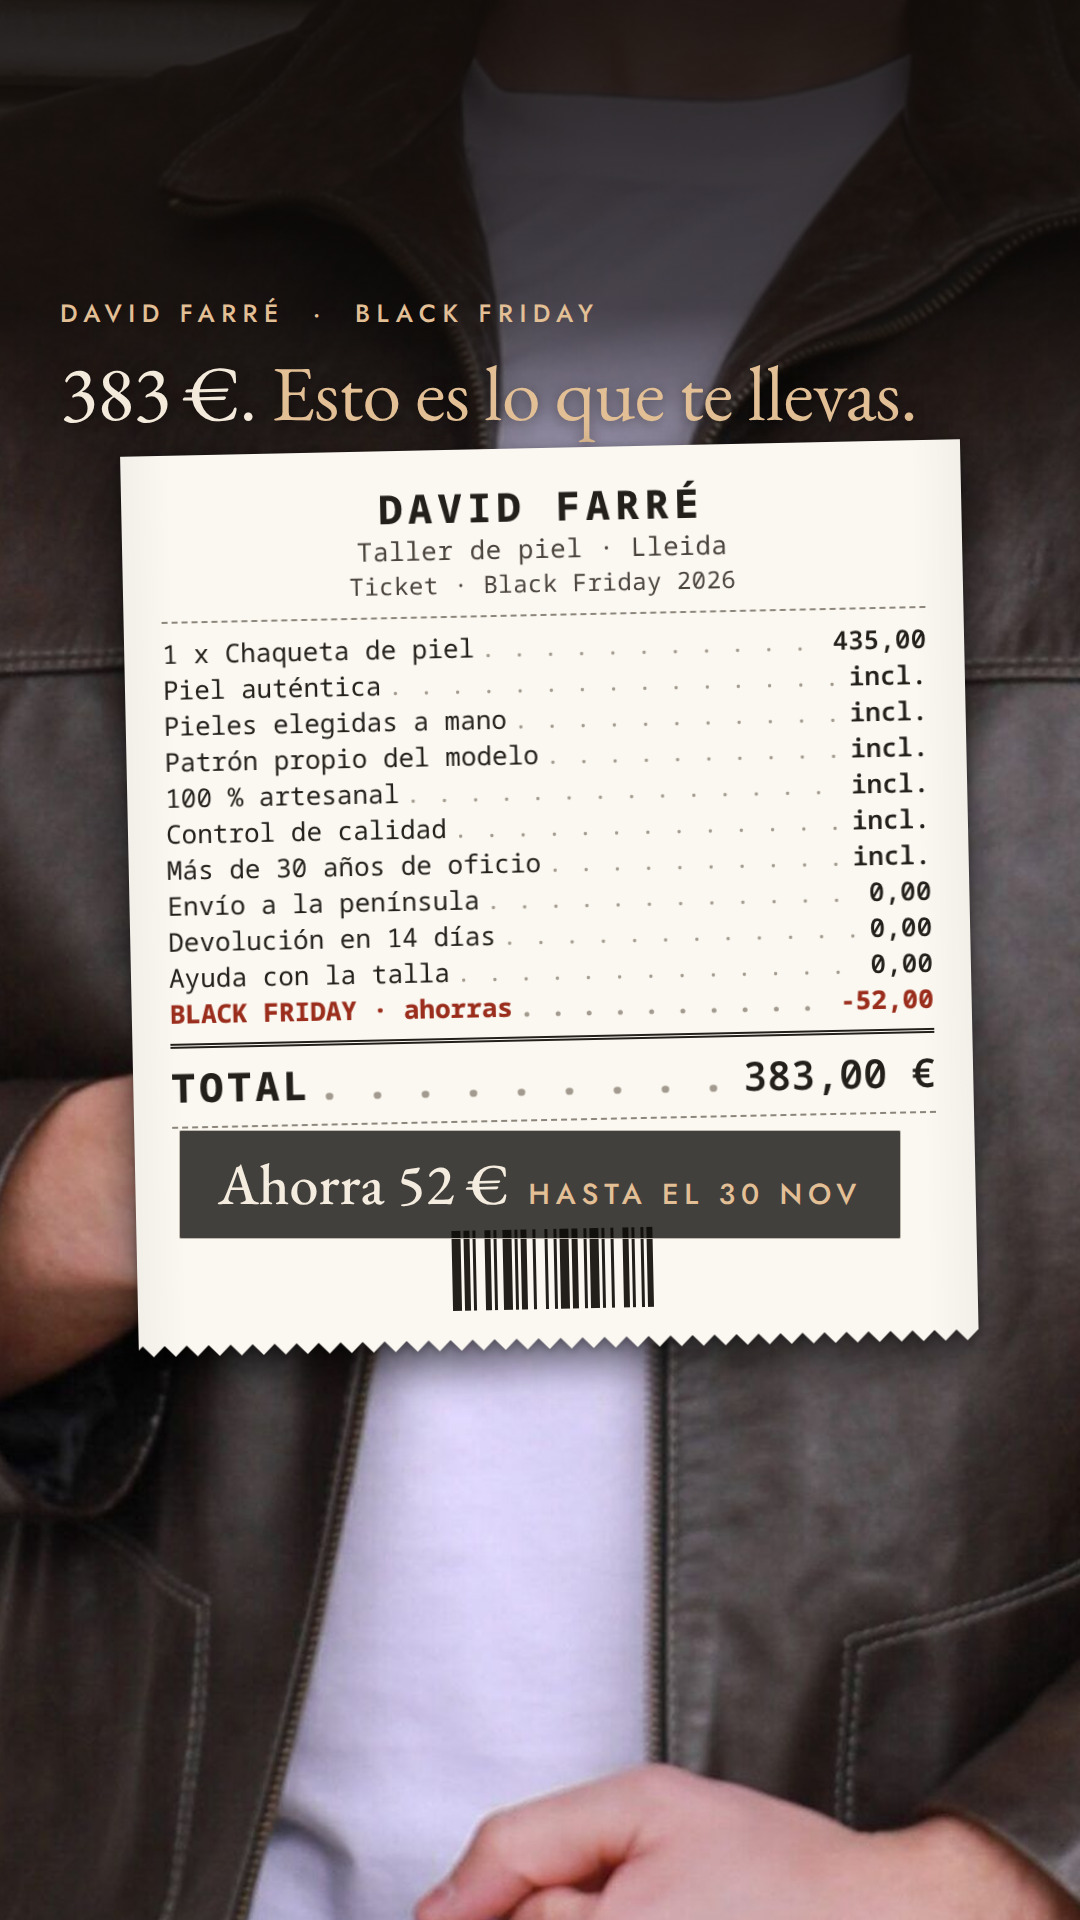 DAVID FARRÉ · BLACK FRIDAY
383 €. Esto es lo que te llevas.
DAVID FARRÉ
Taller de piel · Lleida
Ticket · Black Friday 2026
1 x Chaqueta de piel . . . . . . . . . . . 435,00
Piel auténtica . . . . . . . . . . . . . . . incl.
Pieles elegidas a mano . . . . . . . . . . . incl.
Patrón propio del modelo . . . . . . . . . . incl.
100 % artesanal . . . . . . . . . . . . . . incl.
Control de calidad . . . . . . . . . . . . . incl.
Más de 30 años de oficio . . . . . . . . . . incl.
Envío a la península . . . . . . . . . . . . 0,00
Devolución en 14 días . . . . . . . . . . . . 0,00
Ayuda con la talla . . . . . . . . . . . . . 0,00
BLACK FRIDAY · ahorras . . . . . . . . . . -52,00
TOTAL . . . . . . . . . 383,00 €
Ahorra 52 € HASTA EL 30 NOV